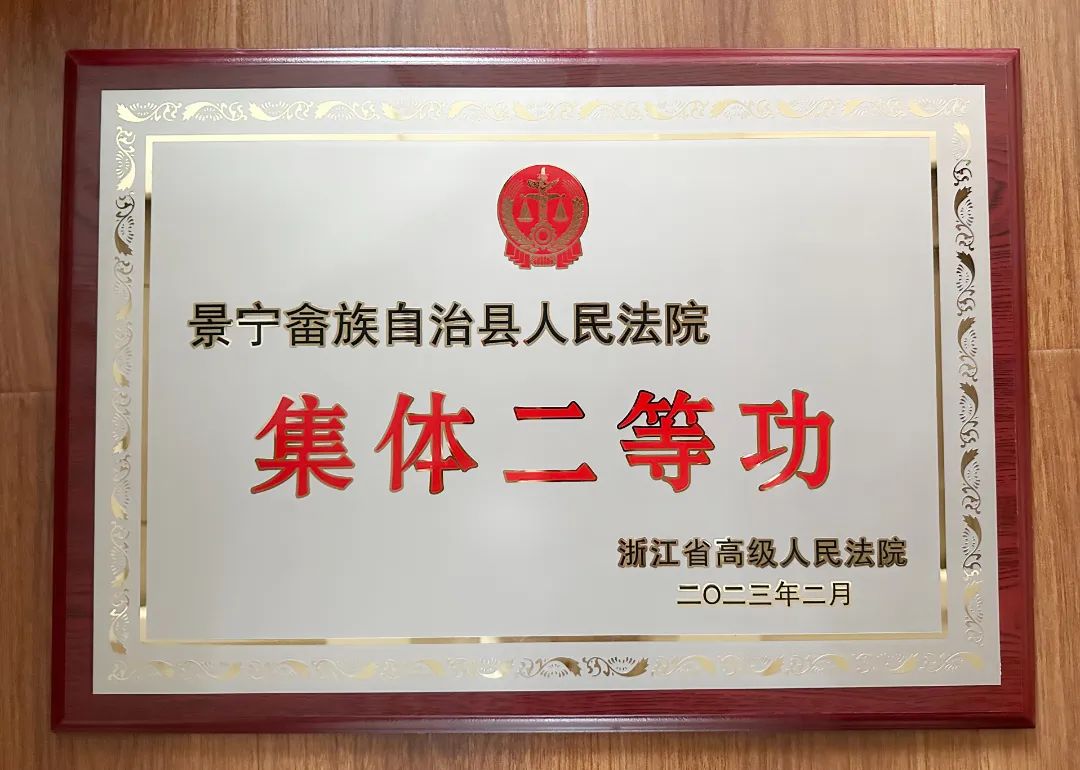 景宁畲族自治县人民法院
集体二等功
浙江省高级人民法院
二〇二三年二月